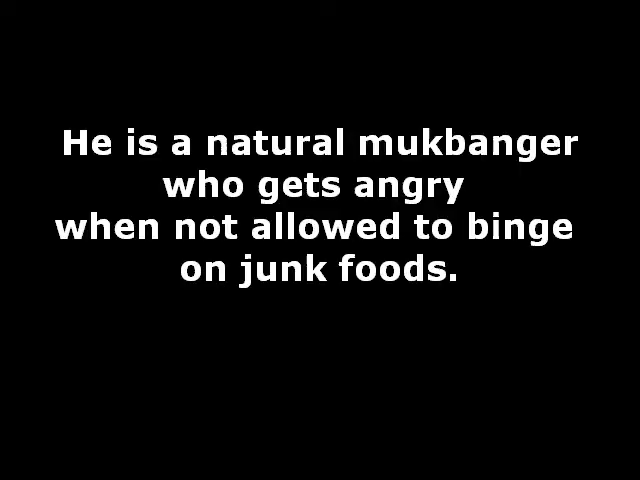 He is a natural mukbanger
who gets angry
when not allowed to binge
on junk foods.